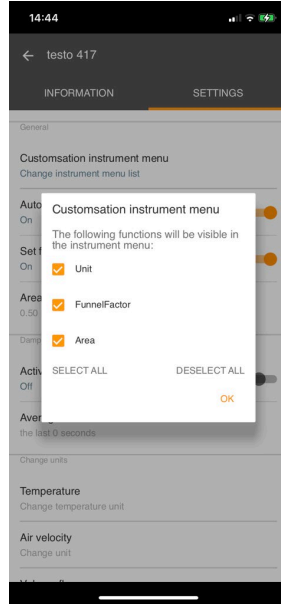 14:44
testo 417
INFORMATION
SETTINGS
General
Customsation instrument menu
Change instrument menu list
Auto
On
Customsation instrument menu
The following functions will be visible in
the instrument menu:
Unit
FunnelFactor
Area
SELECT ALL
DESELECT ALL
OK
Set f
On
Area
0.50
Damp
Activ
Off
Aver
the last 0 seconds
Change units
Temperature
Change temperature unit
Air velocity
Change unit